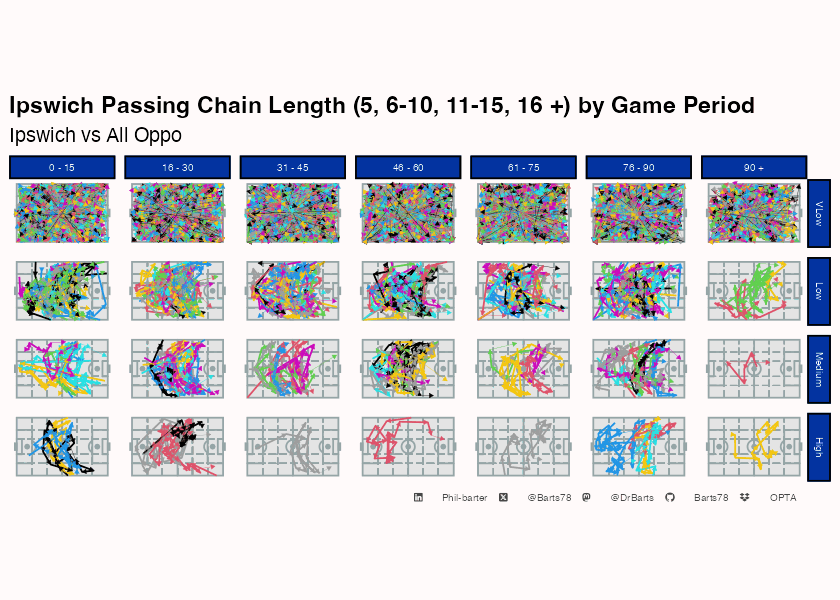 Ipswich Passing Chain Length (5, 6-10, 11-15, 16 +) by Game Period
Ipswich vs All Oppo
0 - 15 16 - 30 31 - 45 46 - 60 61 - 75 76 - 90 90 +
VLow
Low
Medium
High
Phil-barter @Barts78 @DrBarts Barts78 OPTA